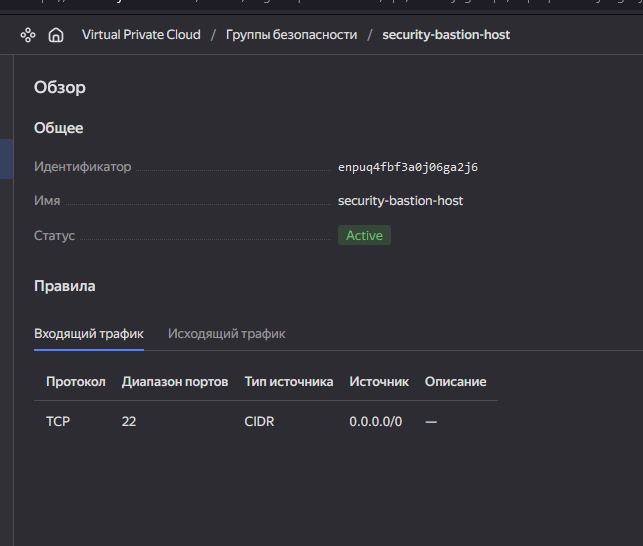 Virtual Private Cloud / Группы безопасности / security-bastion-host
Обзор
Общее
Идентификатор enpuq4fbf3a0j06ga2j6
Имя security-bastion-host
Статус Active
Правила
Входящий трафик Исходящий трафик
Протокол Диапазон портов Тип источника Источник Описание
TCP 22 CIDR 0.0.0.0/0 —